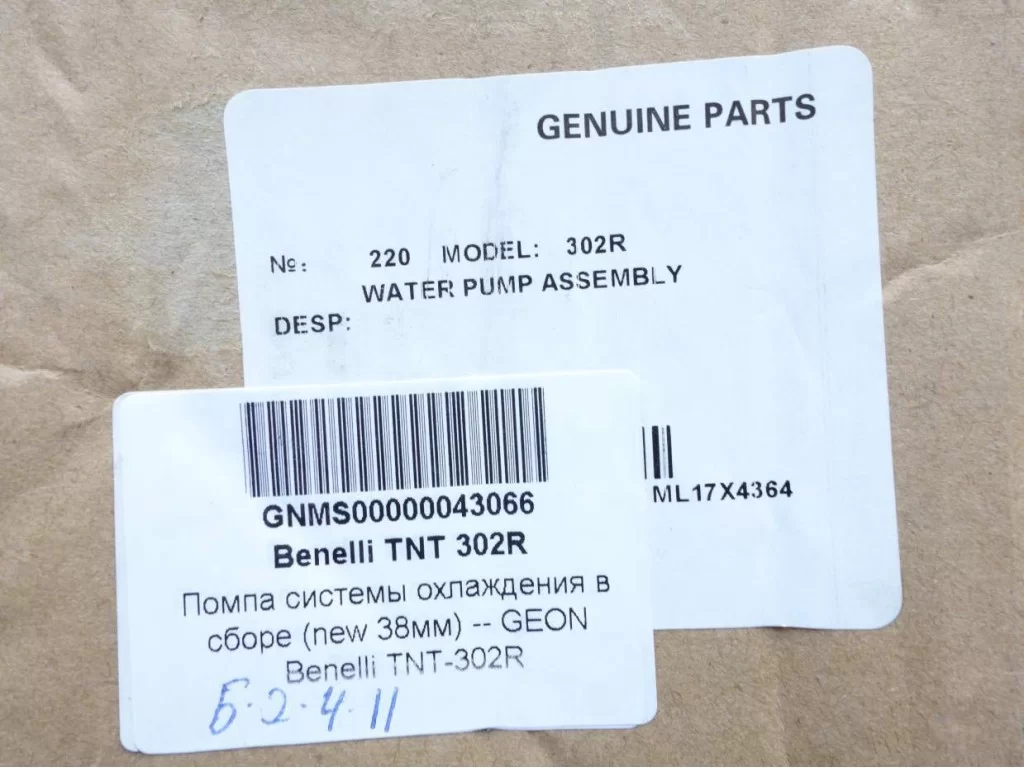 GENUINE PARTS
№: 220 MODEL: 302R
WATER PUMP ASSEMBLY
DESP:
ML17X4364
GNMS00000043066
Benelli TNT 302R
Помпа системы охлаждения в
сборе (new 38мм) -- GEON
Benelli TNT-302R
Б-2-4-11